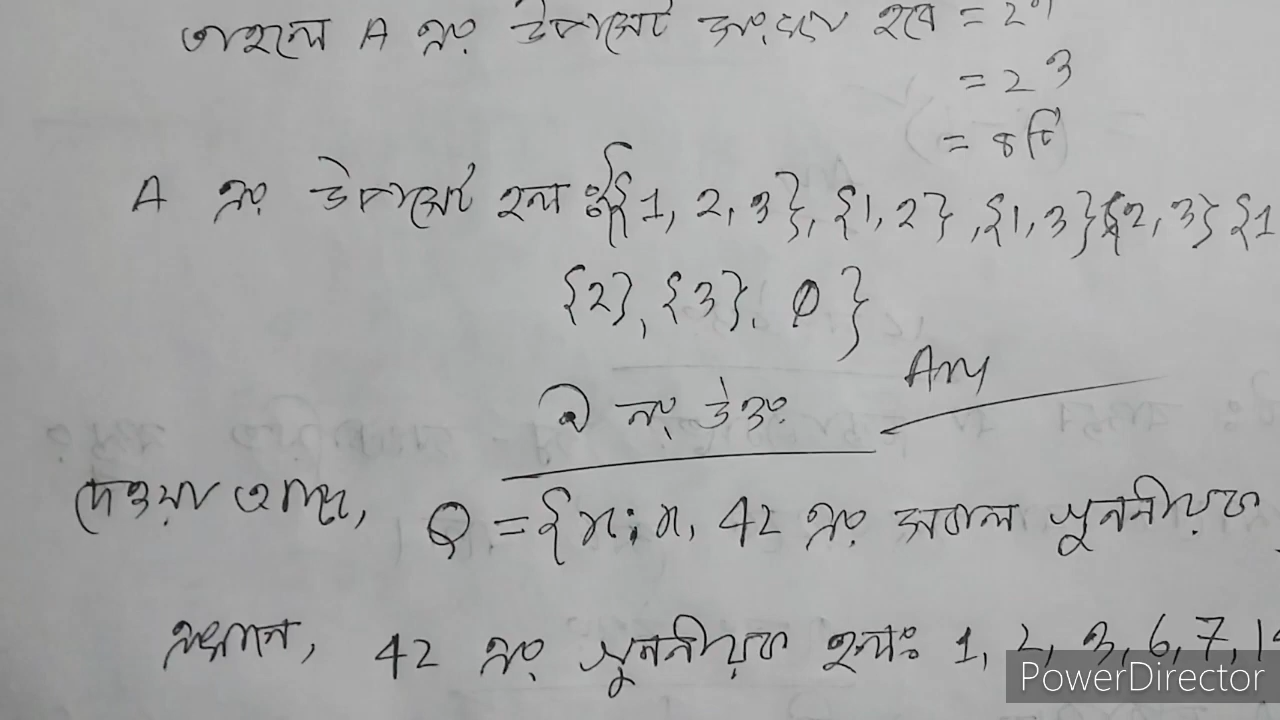 তাহলে A এর উপসেট সংখ্যা হবে = 2ⁿ
= 2³
= 8টি
A এর উপসেট হল : {{1, 2, 3}, {1, 2}, {1, 3} {2, 3} {1
{2}, {3}, Ø}
Ans
২ নং উত্তর
দেওয়া আছে, Q = {x : x, 42 এর সকল গুননীয়ক
এখানে, 42 এর গুননীয়ক হলঃ 1, 2, 3, 6, 7, 14
PowerDirector